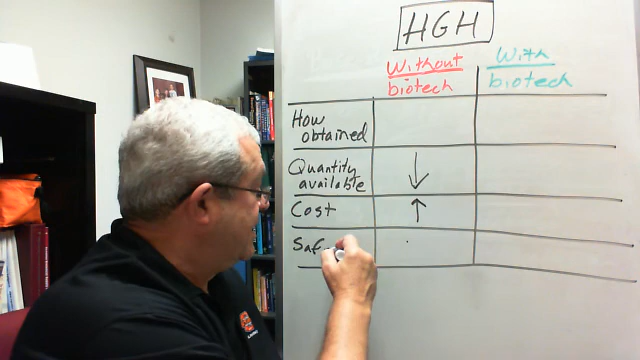 HGH
Without
biotech
With
biotech
How
obtained
Quantity
available
↓
Cost
↑
Saf